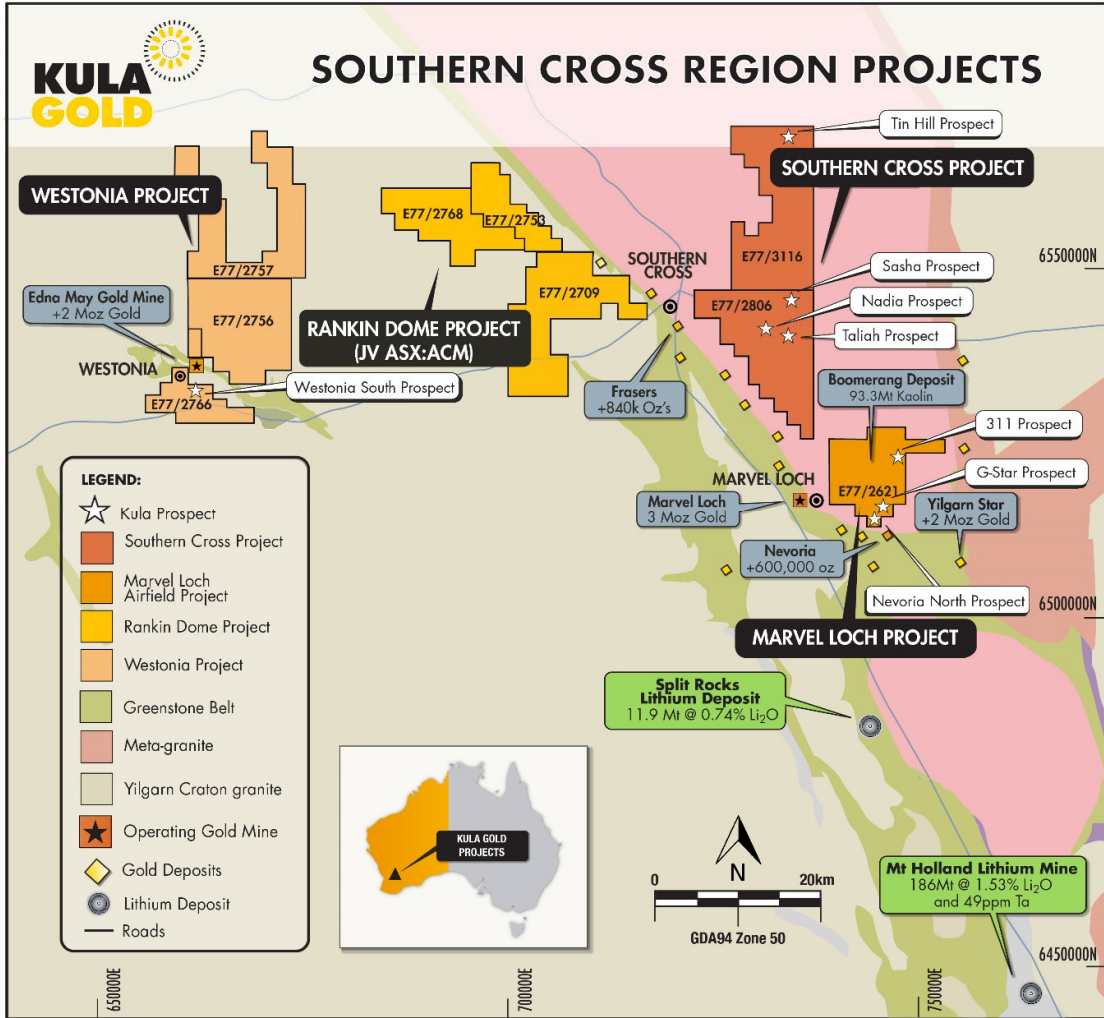 KULA
GOLD
SOUTHERN CROSS REGION PROJECTS
Tin Hill Prospect
WESTONIA PROJECT
SOUTHERN CROSS PROJECT
E77/2768
E77/2753
E77/3116
6550000N
SOUTHERN
CROSS
Sasha Prospect
E77/2757
E77/2709
E77/2806
Nadia Prospect
Edna May Gold Mine
+2 Moz Gold
E77/2756
RANKIN DOME PROJECT
(JV ASX:ACM)
Taliah Prospect
WESTONIA
Westonia South Prospect
E77/2766
Frasers
+840k Oz's
Boomerang Deposit
93.3Mt Kaolin
311 Prospect
G-Star Prospect
MARVEL LOCH
E77/2621
Marvel Loch
3 Moz Gold
Yilgarn Star
+2 Moz Gold
Nevoria
+600,000 oz
Nevoria North Prospect
6500000N
MARVEL LOCH PROJECT
LEGEND:
Kula Prospect
Southern Cross Project
Marvel Loch
Airfield Project
Rankin Dome Project
Westonia Project
Greenstone Belt
Meta-granite
Yilgarn Craton granite
Operating Gold Mine
Gold Deposits
Lithium Deposit
Roads
Split Rocks
Lithium Deposit
11.9 Mt @ 0.74% Li₂O
KULA GOLD
PROJECTS
N
0 20km
GDA94 Zone 50
Mt Holland Lithium Mine
186Mt @ 1.53% Li₂O
and 49ppm Ta
6450000N
650000E
700000E
750000E